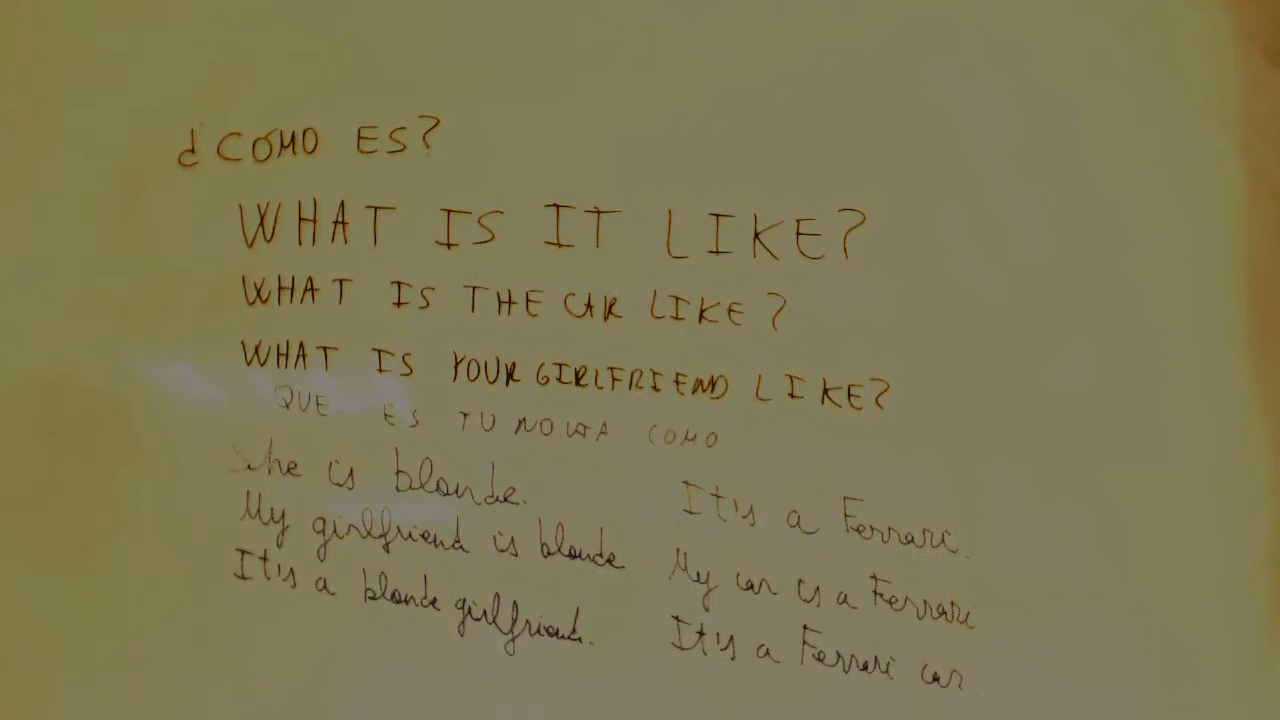 ¿COMO ES?
WHAT IS IT LIKE?
WHAT IS THE CAR LIKE?
WHAT IS YOUR GIRLFRIEND LIKE?
QUE ES TU NOVIA COMO
She is blonde.
My girlfriend is blonde
It's a blonde girlfriend.
It's a Ferrari.
My car is a Ferrari
It's a Ferrari car